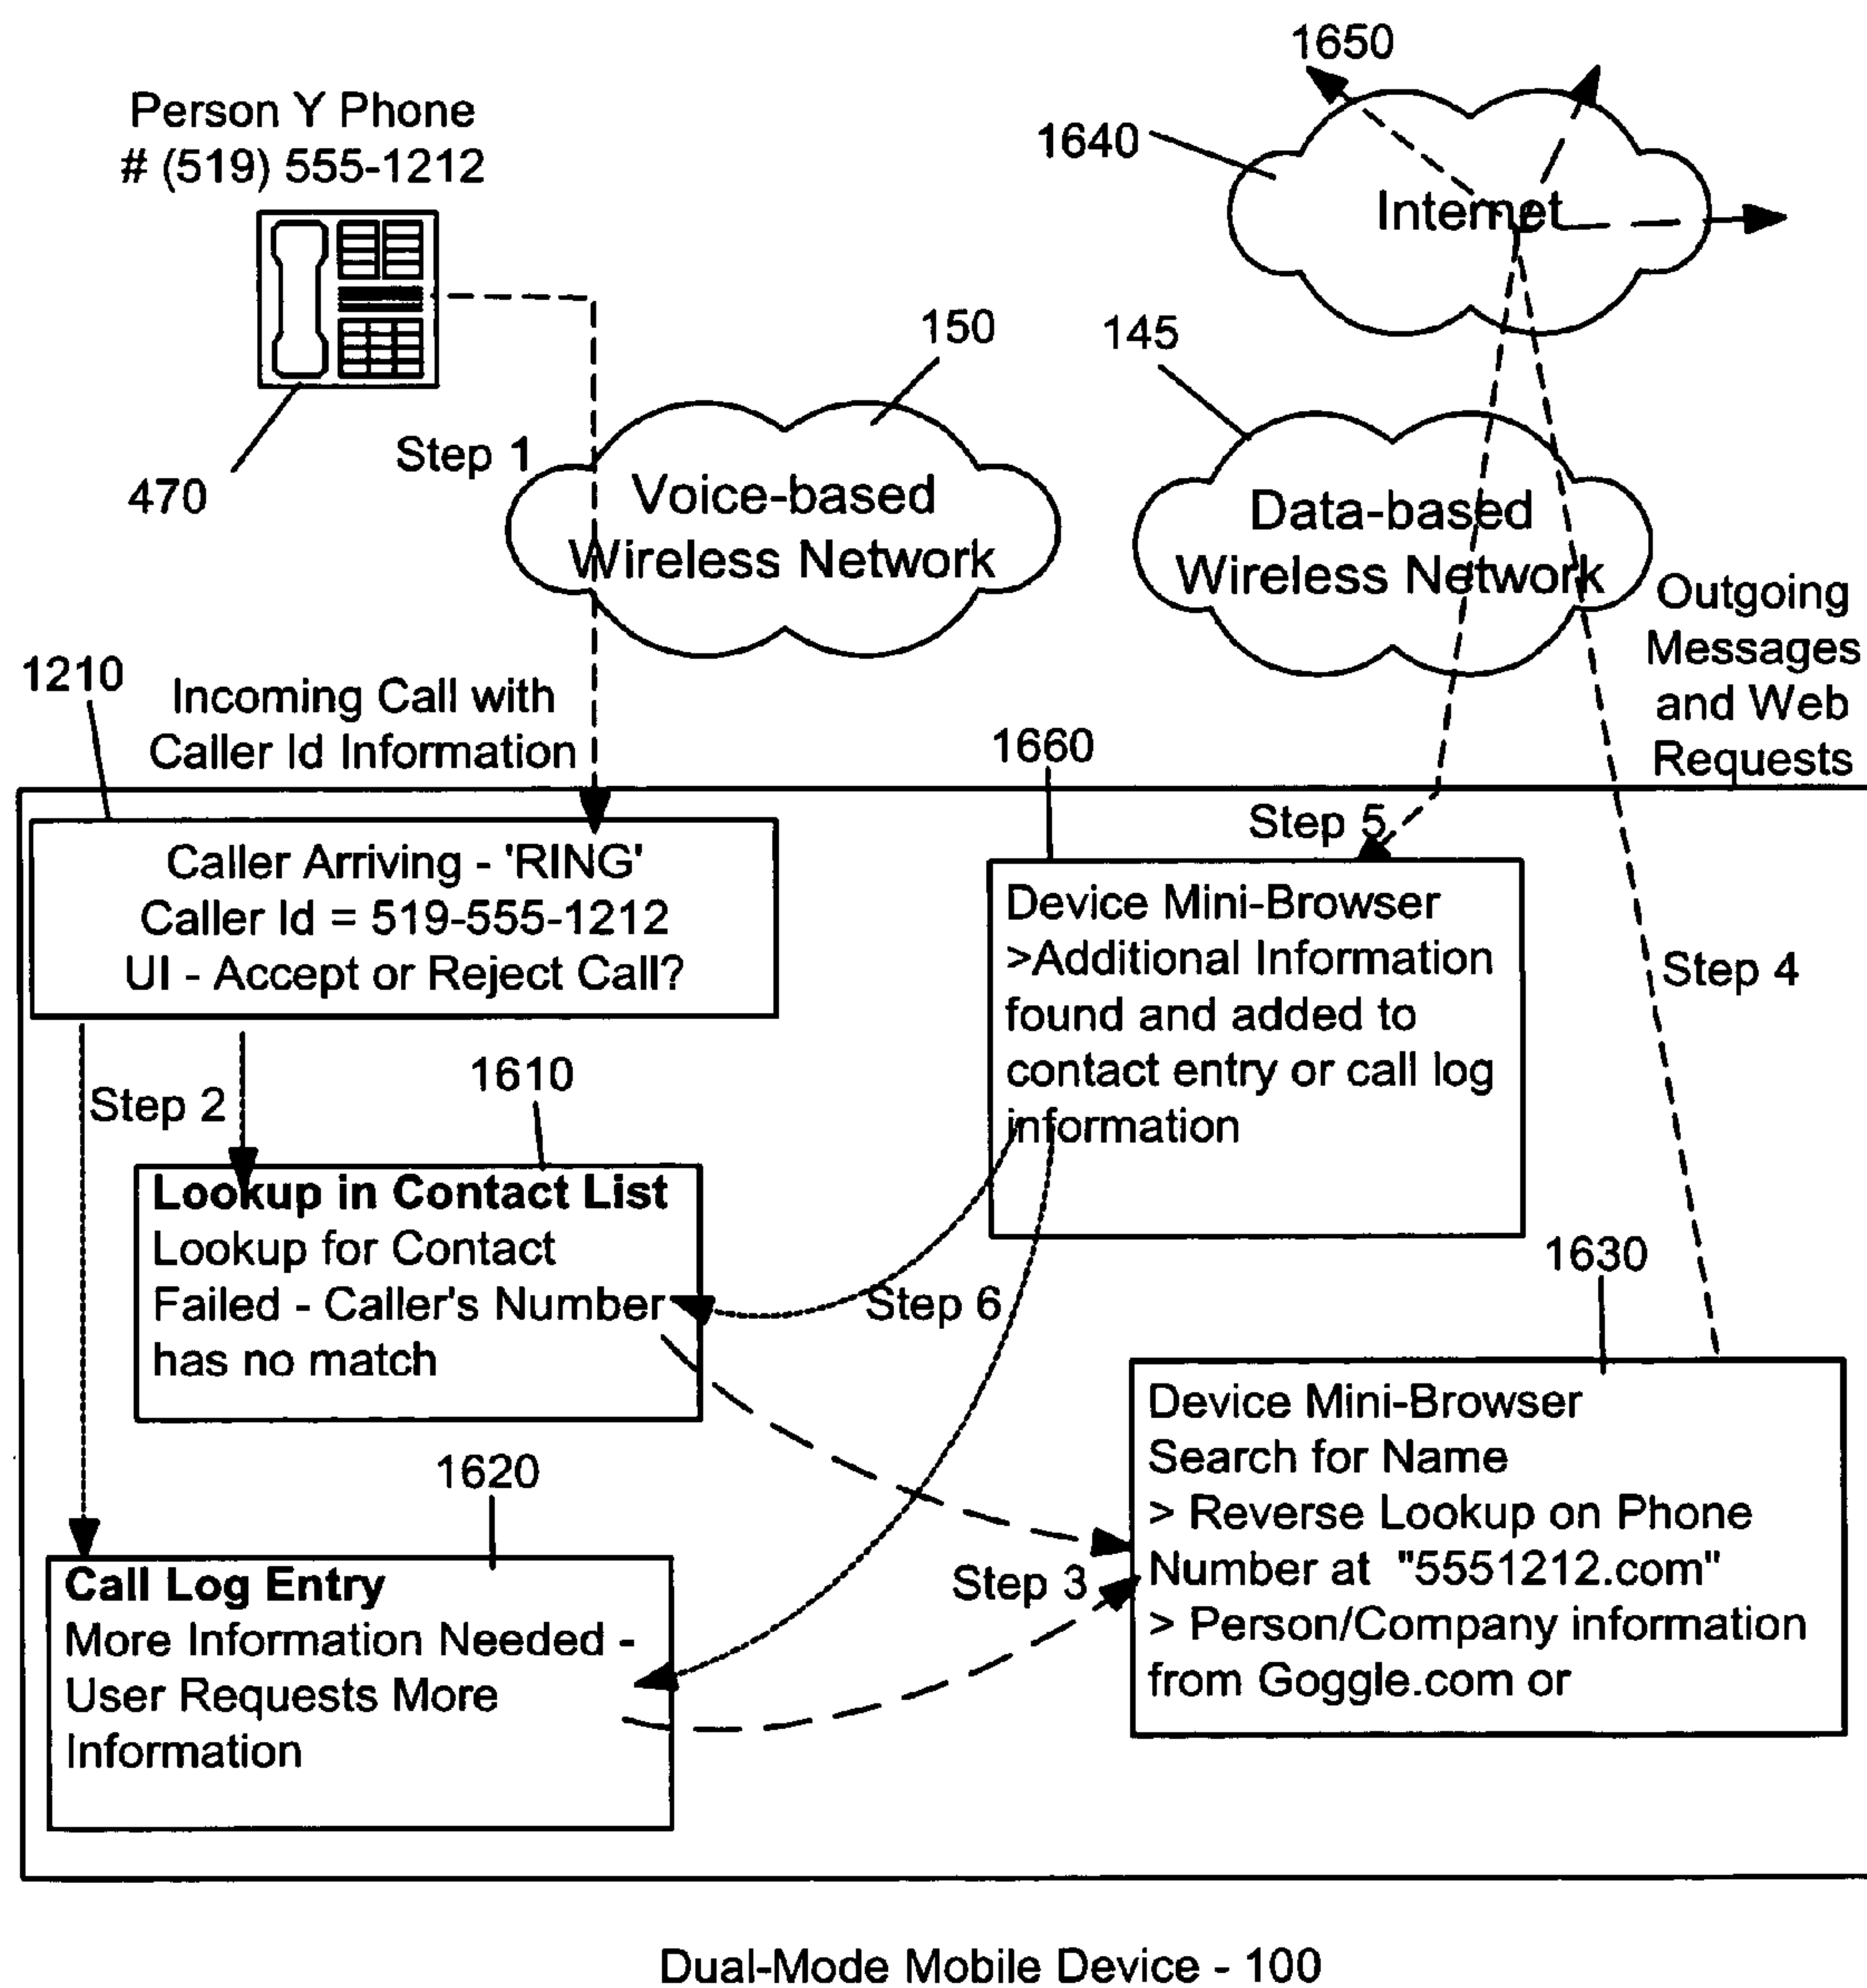 1650
Person Y Phone
# (519) 555-1212
1640
Internet
150
145
Step 1
470
Voice-based
Wireless Network
Data-based
Wireless Network
Outgoing
Messages
and Web
Requests
1210
Incoming Call with
Caller Id Information
1660
Step 5
Caller Arriving - 'RING'
Caller Id = 519-555-1212
UI - Accept or Reject Call?
Device Mini-Browser
>Additional Information
found and added to
contact entry or call log
information
Step 4
Step 2
1610
Lookup in Contact List
Lookup for Contact
Failed - Caller's Number
has no match
Step 6
1630
Device Mini-Browser
Search for Name
> Reverse Lookup on Phone
Number at "5551212.com"
> Person/Company information
from Goggle.com or
1620
Call Log Entry
More Information Needed -
User Requests More
Information
Step 3
Dual-Mode Mobile Device - 100